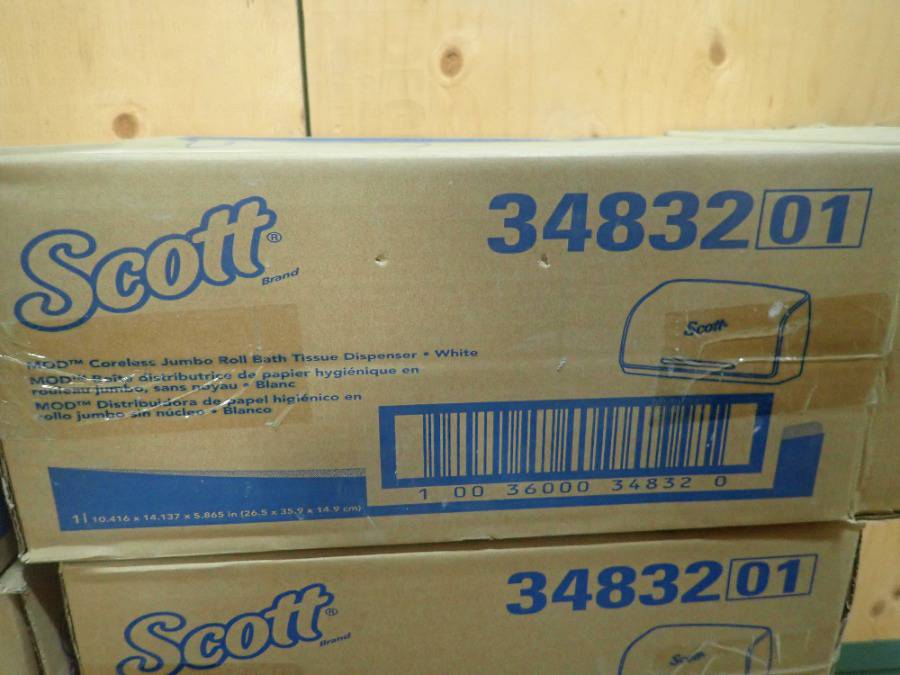 Scott® Brand
34832 01
Scott
MOD™ Coreless Jumbo Roll Bath Tissue Dispenser • White
MOD™ Boîte distributrice de papier hygiénique en
rouleau jumbo, sans noyau • Blanc
MOD™ Distribuidora de papel higiénico en
rollo jumbo sin núcleo • Blanco
1 00 36000 34832 0
1 | 10.416 x 14.137 x 5.865 in (26.5 x 35.9 x 14.9 cm)
34832 01
Scott® Brand
Scott